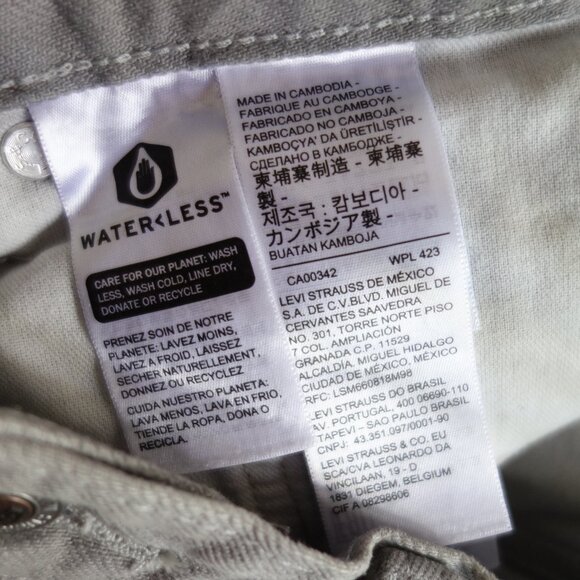 WATER<LESS™
CARE FOR OUR PLANET: WASH
LESS, WASH COLD, LINE DRY,
DONATE OR RECYCLE
PRENEZ SOIN DE NOTRE
PLANETE: LAVEZ MOINS,
LAVEZ A FROID, LAISSEZ
SECHER NATURELLEMENT,
DONNEZ OU RECYCLEZ
CUIDA NUESTRO PLANETA:
LAVA MENOS, LAVA EN FRIO,
TIENDE LA ROPA, DONA O
RECICLA.
MADE IN CAMBODIA -
FABRIQUE AU CAMBODGE -
FABRICADO EN CAMBOYA -
FABRICADO NO CAMBOJA -
KAMBOÇYA' DA ÜRETİLİŞTİR -
СДЕЛАНО В КАМБОДЖЕ -
柬埔寨制造 - 柬埔寨
製 -
제조국 : 캄보디아 -
カンボジア製 -
BUATAN KAMBOJA
CA00342 WPL 423
LEVI STRAUSS DE MÉXICO
S.A. DE C.V.BLVD. MIGUEL DE
CERVANTES SAAVEDRA
NO. 301, TORRE NORTE PISO
7 COL. AMPLIACIÓN
GRANADA C.P. 11529
ALCALDÍA, MIGUEL HIDALGO
CIUDAD DE MÉXICO, MÉXICO
RFC: LSM660818M98
LEVI STRAUSS DO BRASIL
AV. PORTUGAL, 400 06690-110
TAPEVI - SAO PAULO BRASIL
CNPJ: 43.351.097/0001-90
LEVI STRAUSS & CO. EU
SCA/CVA LEONARDO DA
VINCILAAN, 19 - D
1831 DIEGEM, BELGIUM
CIF A 08298606